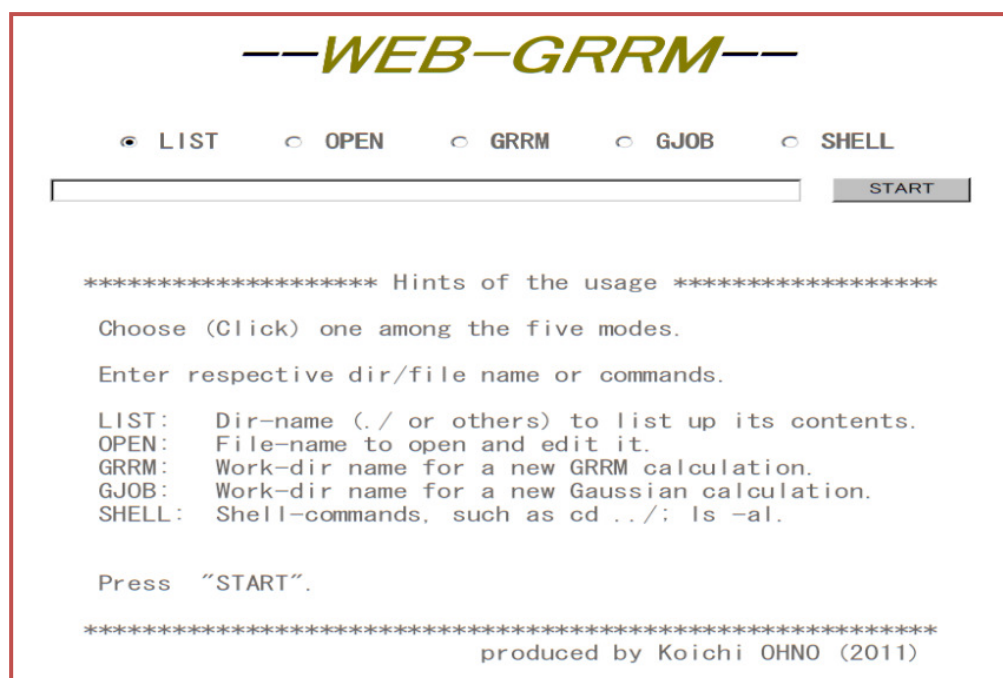 --WEB-GRRM--
LIST OPEN GRRM GJOB SHELL
START
******************** Hints of the usage ******************
Choose (Click) one among the five modes.
Enter respective dir/file name or commands.
LIST: Dir-name (./ or others) to list up its contents.
OPEN: File-name to open and edit it.
GRRM: Work-dir name for a new GRRM calculation.
GJOB: Work-dir name for a new Gaussian calculation.
SHELL: Shell-commands, such as cd ../; ls -al.
Press "START".
**********************************************************
produced by Koichi OHNO (2011)